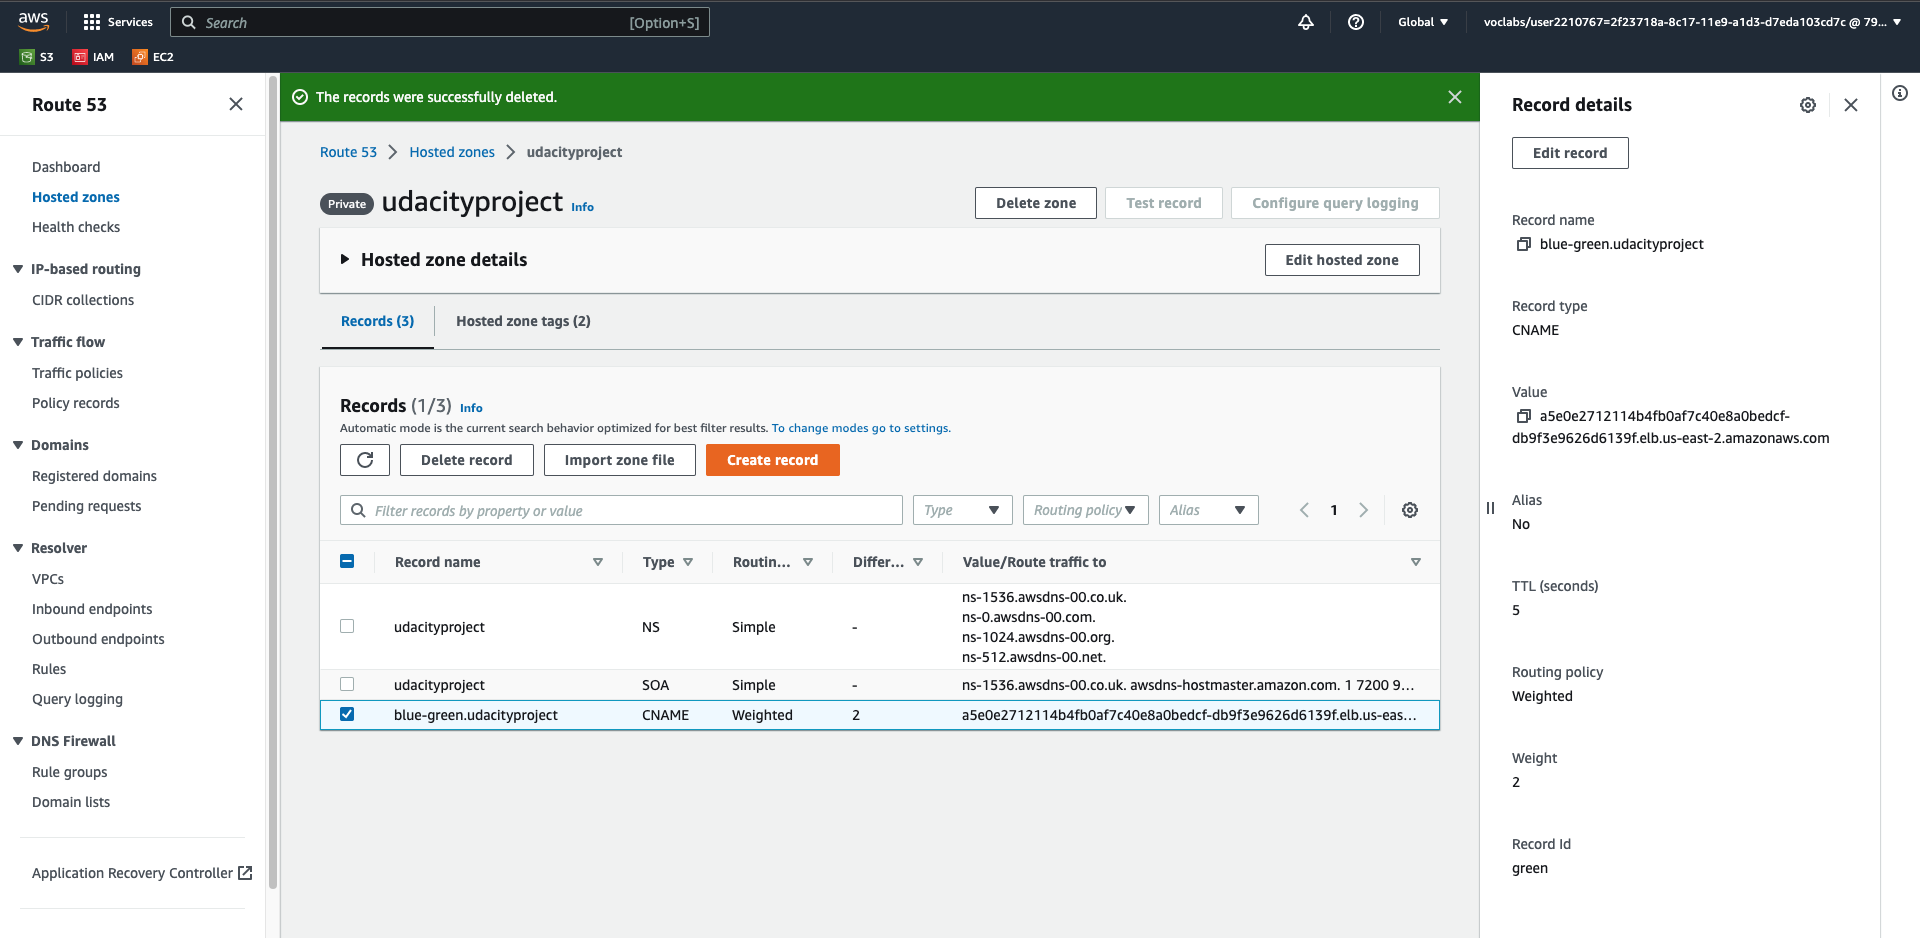 aws
Services
Search
[Option+S]
Global
voclabs/user2210767=2f23718a-8c17-11e9-a1d3-d7eda103cd7c @ 79...
S3
IAM
EC2
Route 53
Dashboard
Hosted zones
Health checks
IP-based routing
CIDR collections
Traffic flow
Traffic policies
Policy records
Domains
Registered domains
Pending requests
Resolver
VPCs
Inbound endpoints
Outbound endpoints
Rules
Query logging
DNS Firewall
Rule groups
Domain lists
Application Recovery Controller
The records were successfully deleted.
Route 53 > Hosted zones > udacityproject
Private udacityproject Info
Delete zone
Test record
Configure query logging
Hosted zone details
Edit hosted zone
Records (3)
Hosted zone tags (2)
Records (1/3) Info
Automatic mode is the current search behavior optimized for best filter results. To change modes go to settings.
Delete record
Import zone file
Create record
Filter records by property or value
Type
Routing policy
Alias
1
Record name Type Routin... Differ... Value/Route traffic to
udacityproject NS Simple - ns-1536.awsdns-00.co.uk.
ns-0.awsdns-00.com.
ns-1024.awsdns-00.org.
ns-512.awsdns-00.net.
udacityproject SOA Simple - ns-1536.awsdns-00.co.uk. awsdns-hostmaster.amazon.com. 1 7200 9...
blue-green.udacityproject CNAME Weighted 2 a5e0e2712114b4fb0af7c40e8a0bedcf-db9f3e9626d6139f.elb.us-eas...
Record details
Edit record
Record name
blue-green.udacityproject
Record type
CNAME
Value
a5e0e2712114b4fb0af7c40e8a0bedcf-
db9f3e9626d6139f.elb.us-east-2.amazonaws.com
Alias
No
TTL (seconds)
5
Routing policy
Weighted
Weight
2
Record Id
green